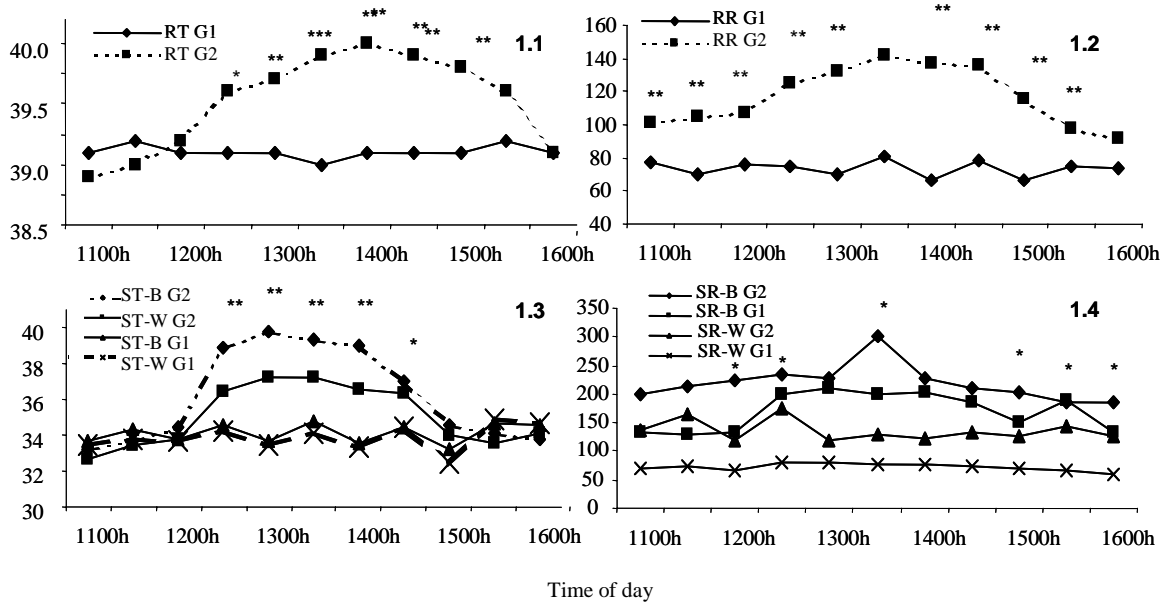 RT G1
RT G2
1.1
40.0
39.5
39.0
38.5
* ** *** ** ** ** ** **
1100h 1200h 1300h 1400h 1500h 1600h
RR G1
RR G2
1.2
160
140
120
100
80
60
40
** ** ** ** ** ** ** ** **
1100h 1200h 1300h 1400h 1500h 1600h
ST-B G2
ST-W G2
ST-B G1
ST-W G1
1.3
40
38
36
34
32
30
** ** ** ** *
1100h 1200h 1300h 1400h 1500h 1600h
SR-B G2
SR-B G1
SR-W G2
SR-W G1
1.4
350
300
250
200
150
100
50
0
* * * * * *
1100h 1200h 1300h 1400h 1500h 1600h
Time of day